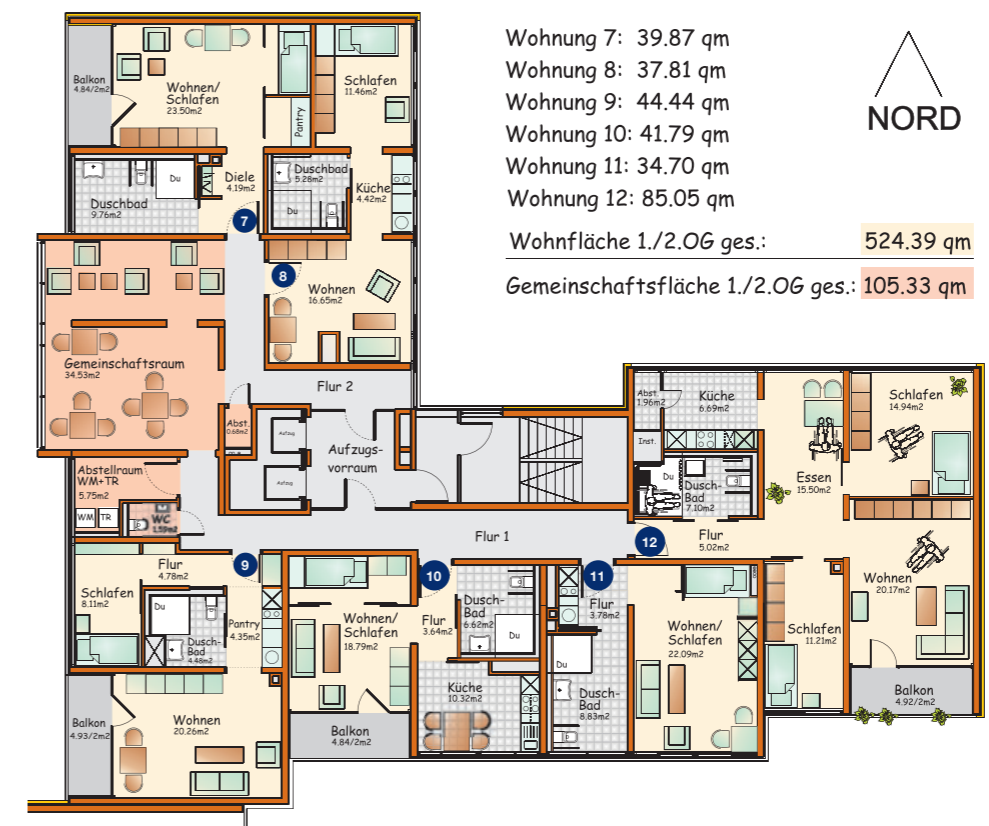 Wohnung 7: 39.87 qm
Wohnung 8: 37.81 qm
Wohnung 9: 44.44 qm
Wohnung 10: 41.79 qm
Wohnung 11: 34.70 qm
Wohnung 12: 85.05 qm
Wohnfläche 1./2.OG ges.: 524.39 qm
Gemeinschaftsfläche 1./2.OG ges.: 105.33 qm
NORD
Balkon
4.84/2m2
Wohnen/
Schlafen
23.50m2
Pantry
Schlafen
11.46m2
Duschbad
9.76m2
Du
Diele
4.19m2
Duschbad
5.28m2
Du
Küche
4.42m2
7
8
Wohnen
16.65m2
Gemeinschaftsraum
34.53m2
Flur 2
Abst.
0.68m2
Aufzug
Aufzug
Aufzugs-
vorraum
Abstellraum
WM+TR
5.75m2
WM
TR
WC
1.59m2
Flur 1
Abst.
1.96m2
Küche
6.69m2
Inst.
Du
Dusch-
Bad
7.10m2
Essen
15.50m2
Schlafen
14.94m2
12
Flur
5.02m2
Wohnen
20.17m2
Schlafen
11.21m2
Balkon
4.92/2m2
9
Flur
4.78m2
Schlafen
8.11m2
Du
Dusch-
Bad
4.48m2
Pantry
4.35m2
Balkon
4.93/2m2
Wohnen
20.26m2
10
Wohnen/
Schlafen
18.79m2
Flur
3.64m2
Dusch-
Bad
6.62m2
Du
Küche
10.32m2
Balkon
4.84/2m2
11
Flur
3.78m2
Du
Dusch-
Bad
8.83m2
Wohnen/
Schlafen
22.09m2